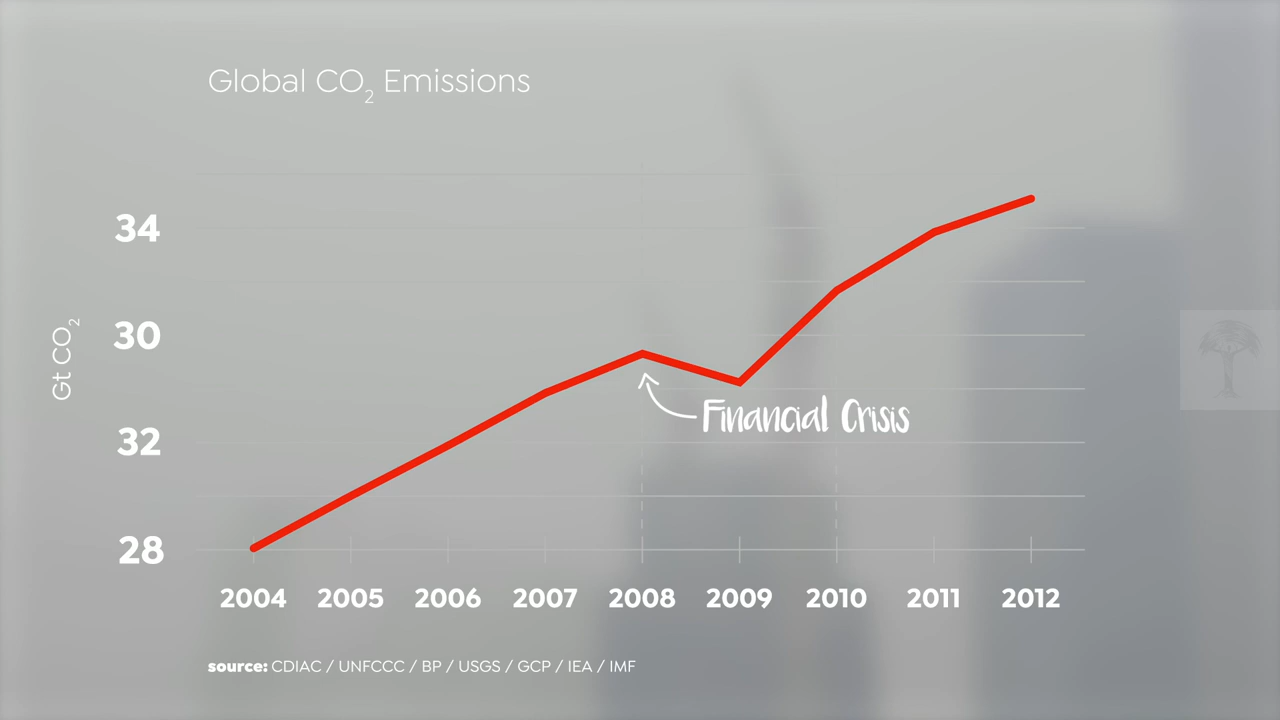 Global CO₂ Emissions
34
30
32
28
Gt CO₂
Financial Crisis
2004 2005 2006 2007 2008 2009 2010 2011 2012
source: CDIAC / UNFCCC / BP / USGS / GCP / IEA / IMF